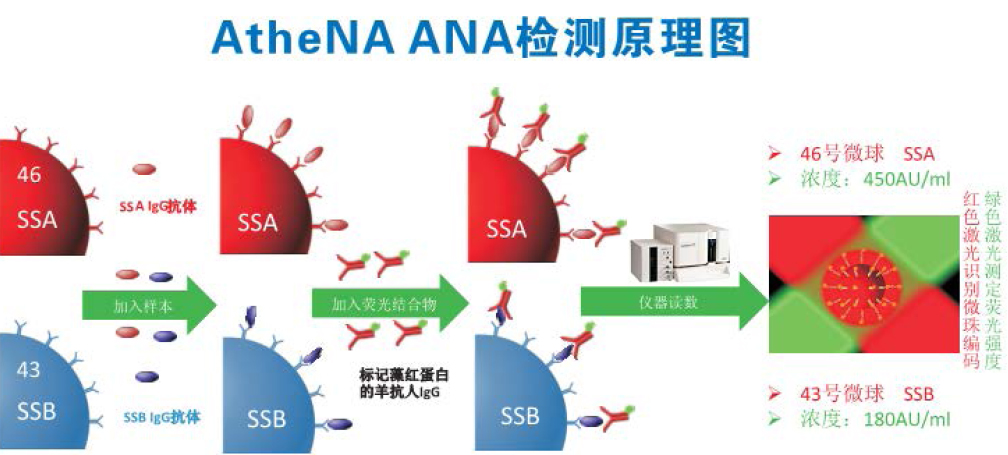 AtheNA ANA检测原理图
46
SSA
SSA IgG抗体
SSA
SSA
46号微球 SSA
浓度：450AU/ml
红色激光识别微珠编码
绿色激光测定荧光强度
加入样本
加入荧光结合物
仪器读数
43
SSB
SSB IgG抗体
SSB
标记藻红蛋白
的羊抗人IgG
SSB
43号微球 SSB
浓度：180AU/ml